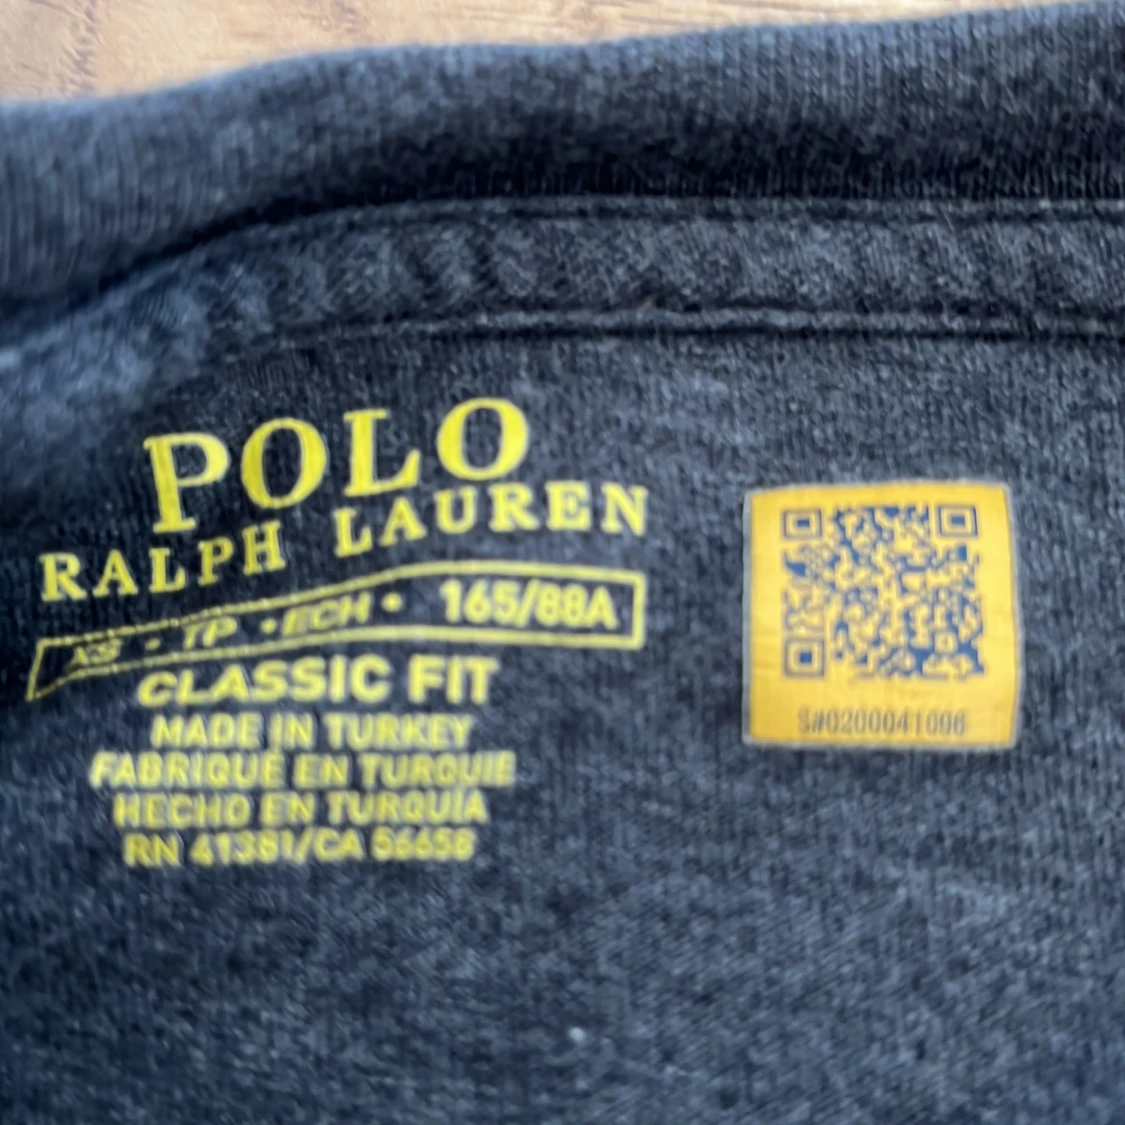 POLO
RALPH LAUREN
XS • TP • ECH • 165/88A
CLASSIC FIT
MADE IN TURKEY
FABRIQUÉ EN TURQUIE
HECHO EN TURQUÍA
RN 41381/CA 56658
S#0200041096